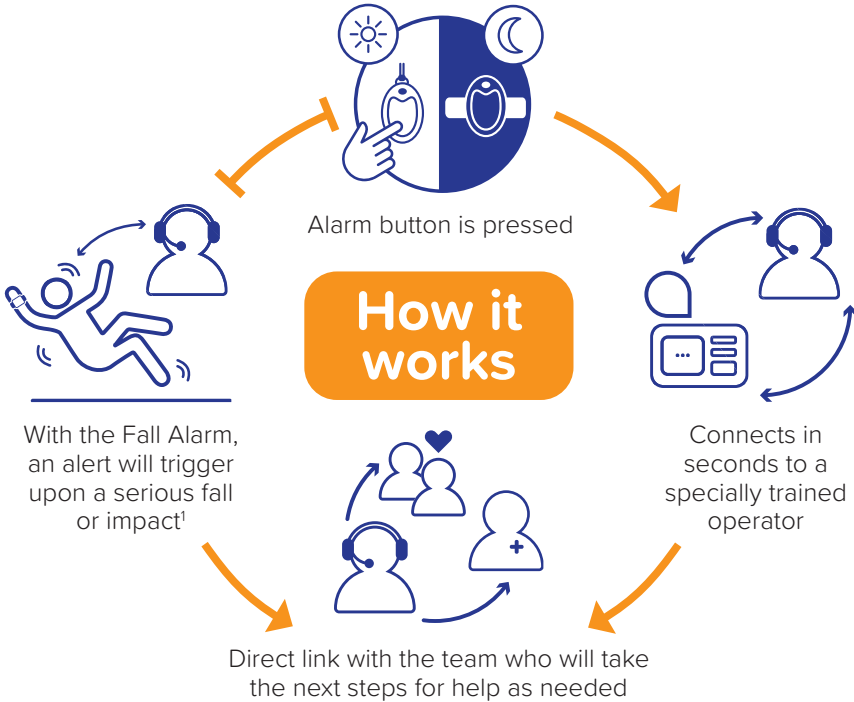 Alarm button is pressed
How it
works
With the Fall Alarm,
an alert will trigger
upon a serious fall
or impact¹
Connects in
seconds to a
specially trained
operator
Direct link with the team who will take
the next steps for help as needed